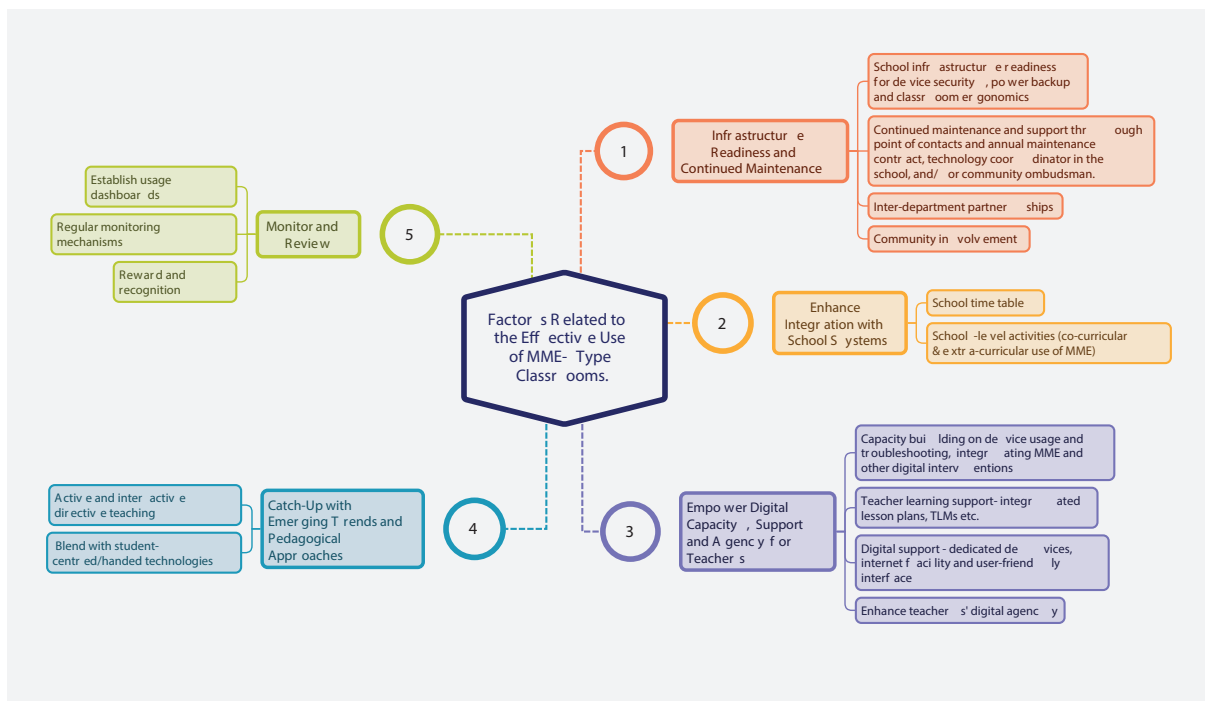 Factors Related to
the Effective Use
of MME-Type
Classrooms.
1
Infrastructure
Readiness and
Continued Maintenance
School infrastructure readiness
for device security, power backup
and classroom ergonomics
Continued maintenance and support through
point of contacts and annual maintenance
contract, technology coordinator in the
school, and/or community ombudsman.
Inter-department partnerships
Community involvement
2
Enhance
Integration with
School Systems
School time table
School-level activities (co-curricular
& extra-curricular use of MME)
3
Empower Digital
Capacity, Support
and Agency for
Teachers
Capacity building on device usage and
troubleshooting, integrating MME and
other digital interventions
Teacher learning support- integrated
lesson plans, TLMs etc.
Digital support - dedicated devices,
internet facility and user-friendly
interface
Enhance teachers' digital agency
4
Catch-Up with
Emerging Trends and
Pedagogical
Approaches
Active and interactive
directive teaching
Blend with student-
centred/handed technologies
5
Monitor and
Review
Establish usage
dashboards
Regular monitoring
mechanisms
Reward and
recognition